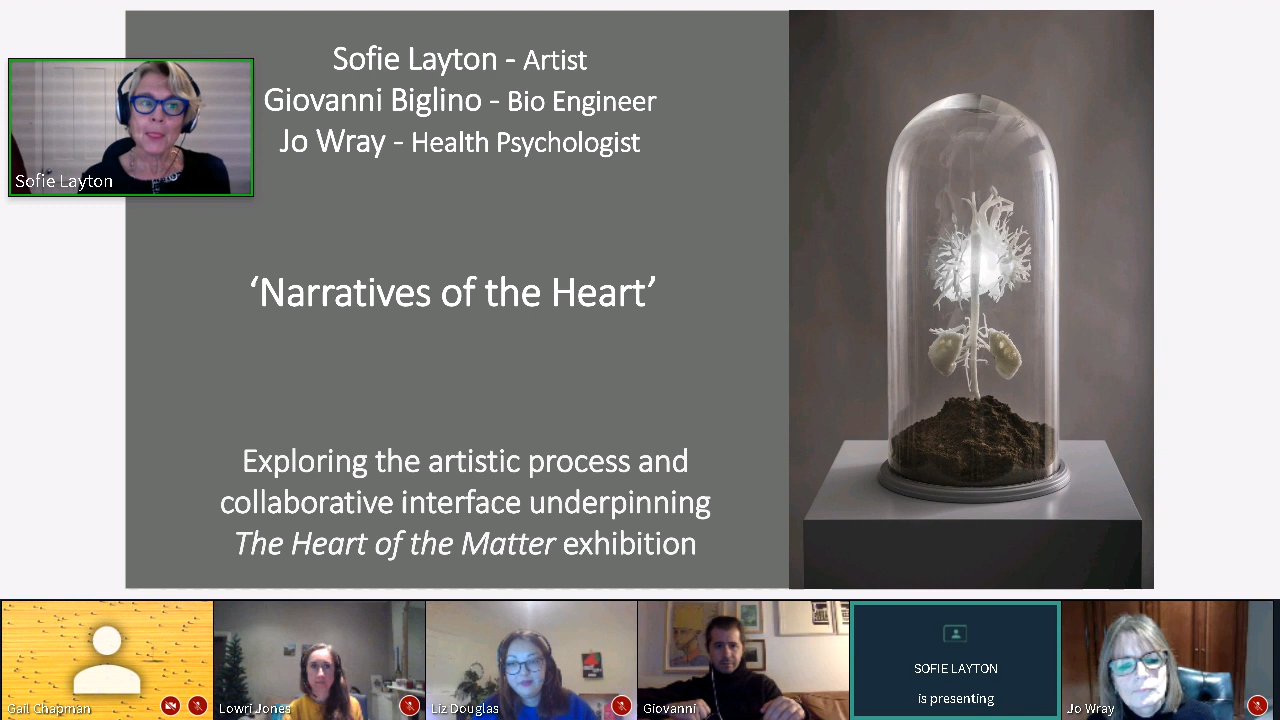 Sofie Layton - Artist
Giovanni Biglino - Bio Engineer
Jo Wray - Health Psychologist
Sofie Layton
‘Narratives of the Heart’
Exploring the artistic process and
collaborative interface underpinning
The Heart of the Matter exhibition
Gail Chapman
Lowri Jones
Liz Douglas
Giovanni
SOFIE LAYTON
is presenting
Jo Wray